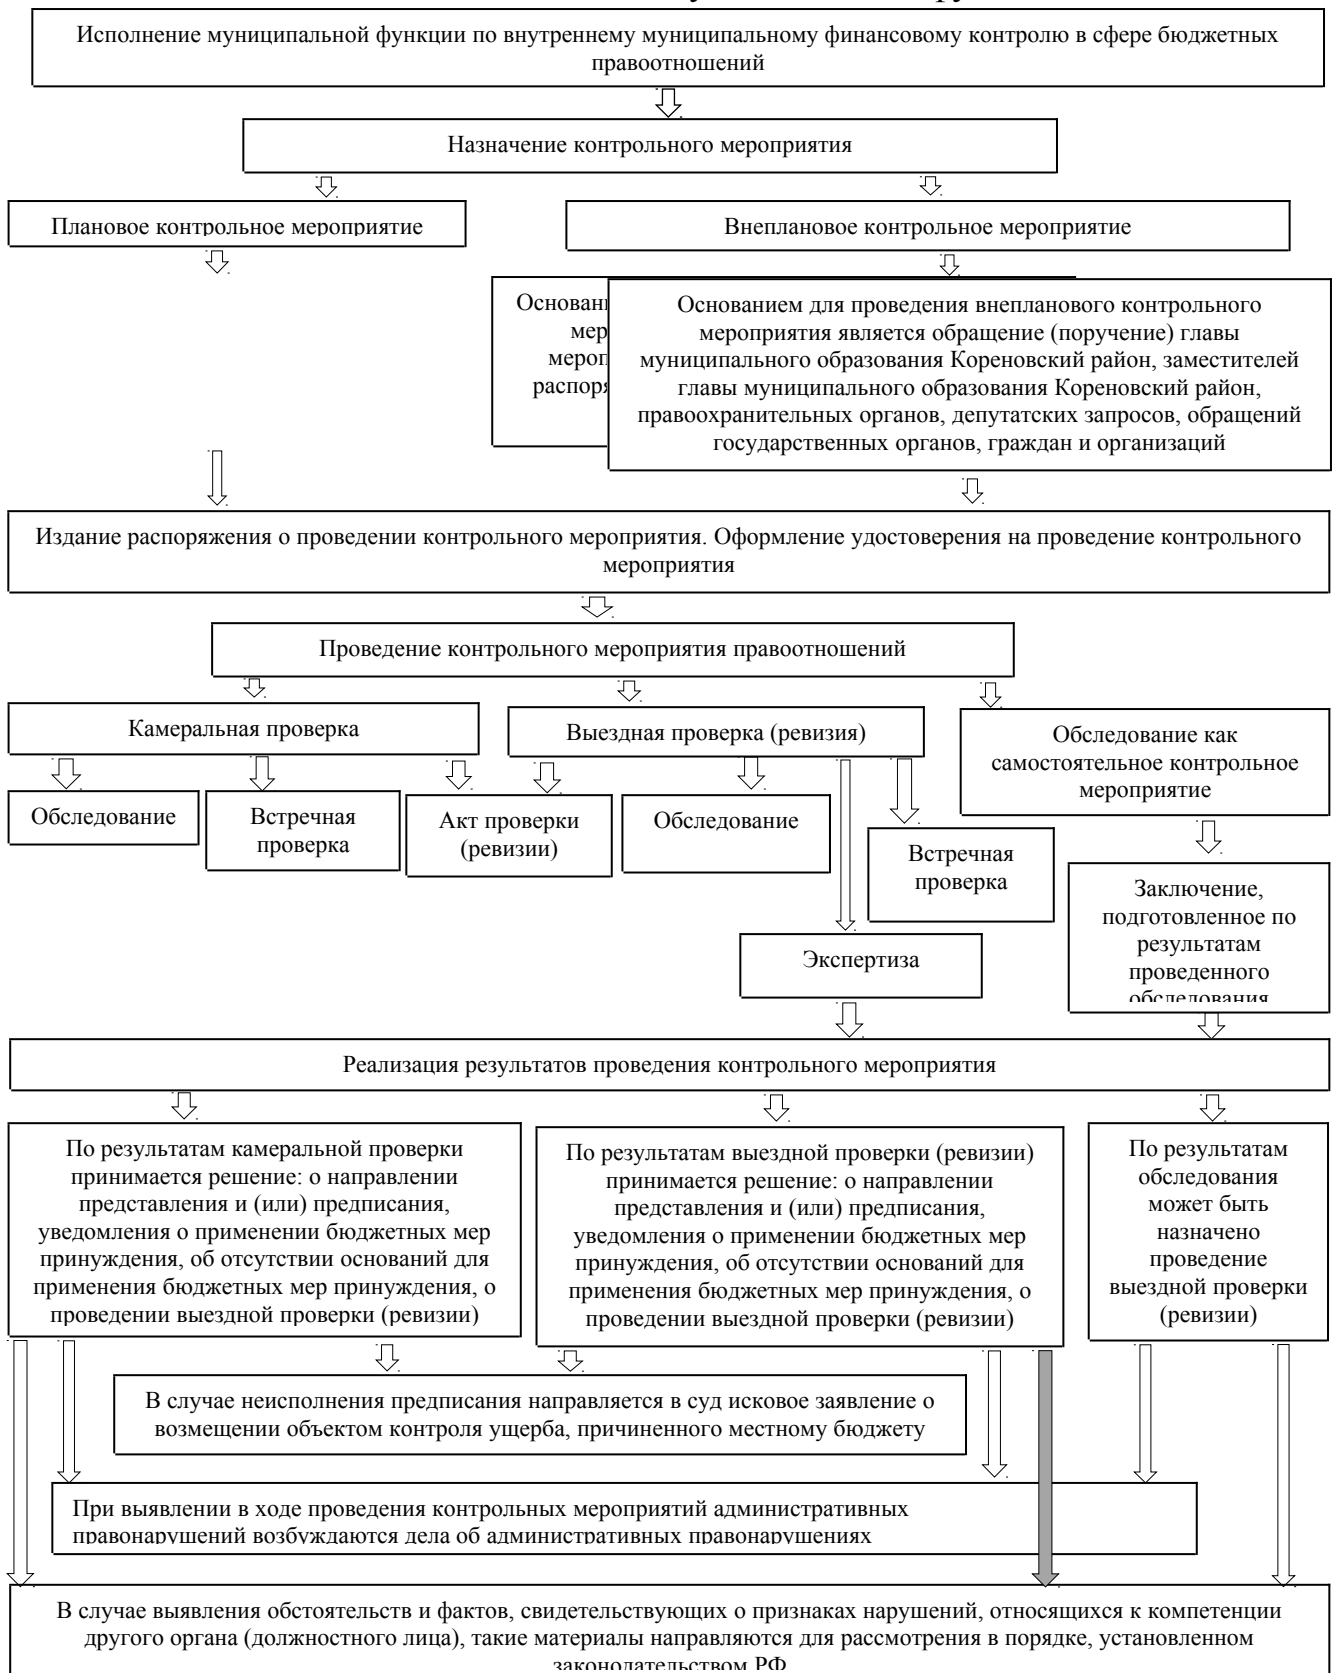 Исполнение муниципальной функции по внутреннему муниципальному финансовому контролю в сфере бюджетных
правоотношений
Назначение контрольного мероприятия
Плановое контрольное мероприятие
Внеплановое контрольное мероприятие
Основани
мер
мероп
распоря
Основанием для проведения внепланового контрольного
мероприятия является обращение (поручение) главы
муниципального образования Кореновский район, заместителей
главы муниципального образования Кореновский район,
правоохранительных органов, депутатских запросов, обращений
государственных органов, граждан и организаций
Издание распоряжения о проведении контрольного мероприятия. Оформление удостоверения на проведение контрольного
мероприятия
Проведение контрольного мероприятия правоотношений
Камеральная проверка
Выездная проверка (ревизия)
Обследование как
самостоятельное контрольное
мероприятие
Обследование
Встречная
проверка
Акт проверки
(ревизии)
Обследование
Встречная
проверка
Экспертиза
Заключение,
подготовленное по
результатам
проведенного
обследования
Реализация результатов проведения контрольного мероприятия
По результатам камеральной проверки
принимается решение: о направлении
представления и (или) предписания,
уведомления о применении бюджетных мер
принуждения, об отсутствии оснований для
применения бюджетных мер принуждения, о
проведении выездной проверки (ревизии)
По результатам выездной проверки (ревизии)
принимается решение: о направлении
представления и (или) предписания,
уведомления о применении бюджетных мер
принуждения, об отсутствии оснований для
применения бюджетных мер принуждения, о
проведении выездной проверки (ревизии)
По результатам
обследования
может быть
назначено
проведение
выездной проверки
(ревизии)
В случае неисполнения предписания направляется в суд исковое заявление о
возмещении объектом контроля ущерба, причиненного местному бюджету
При выявлении в ходе проведения контрольных мероприятий административных
правонарушений возбуждаются дела об административных правонарушениях
В случае выявления обстоятельств и фактов, свидетельствующих о признаках нарушений, относящихся к компетенции
другого органа (должностного лица), такие материалы направляются для рассмотрения в порядке, установленном
законодательством РФ